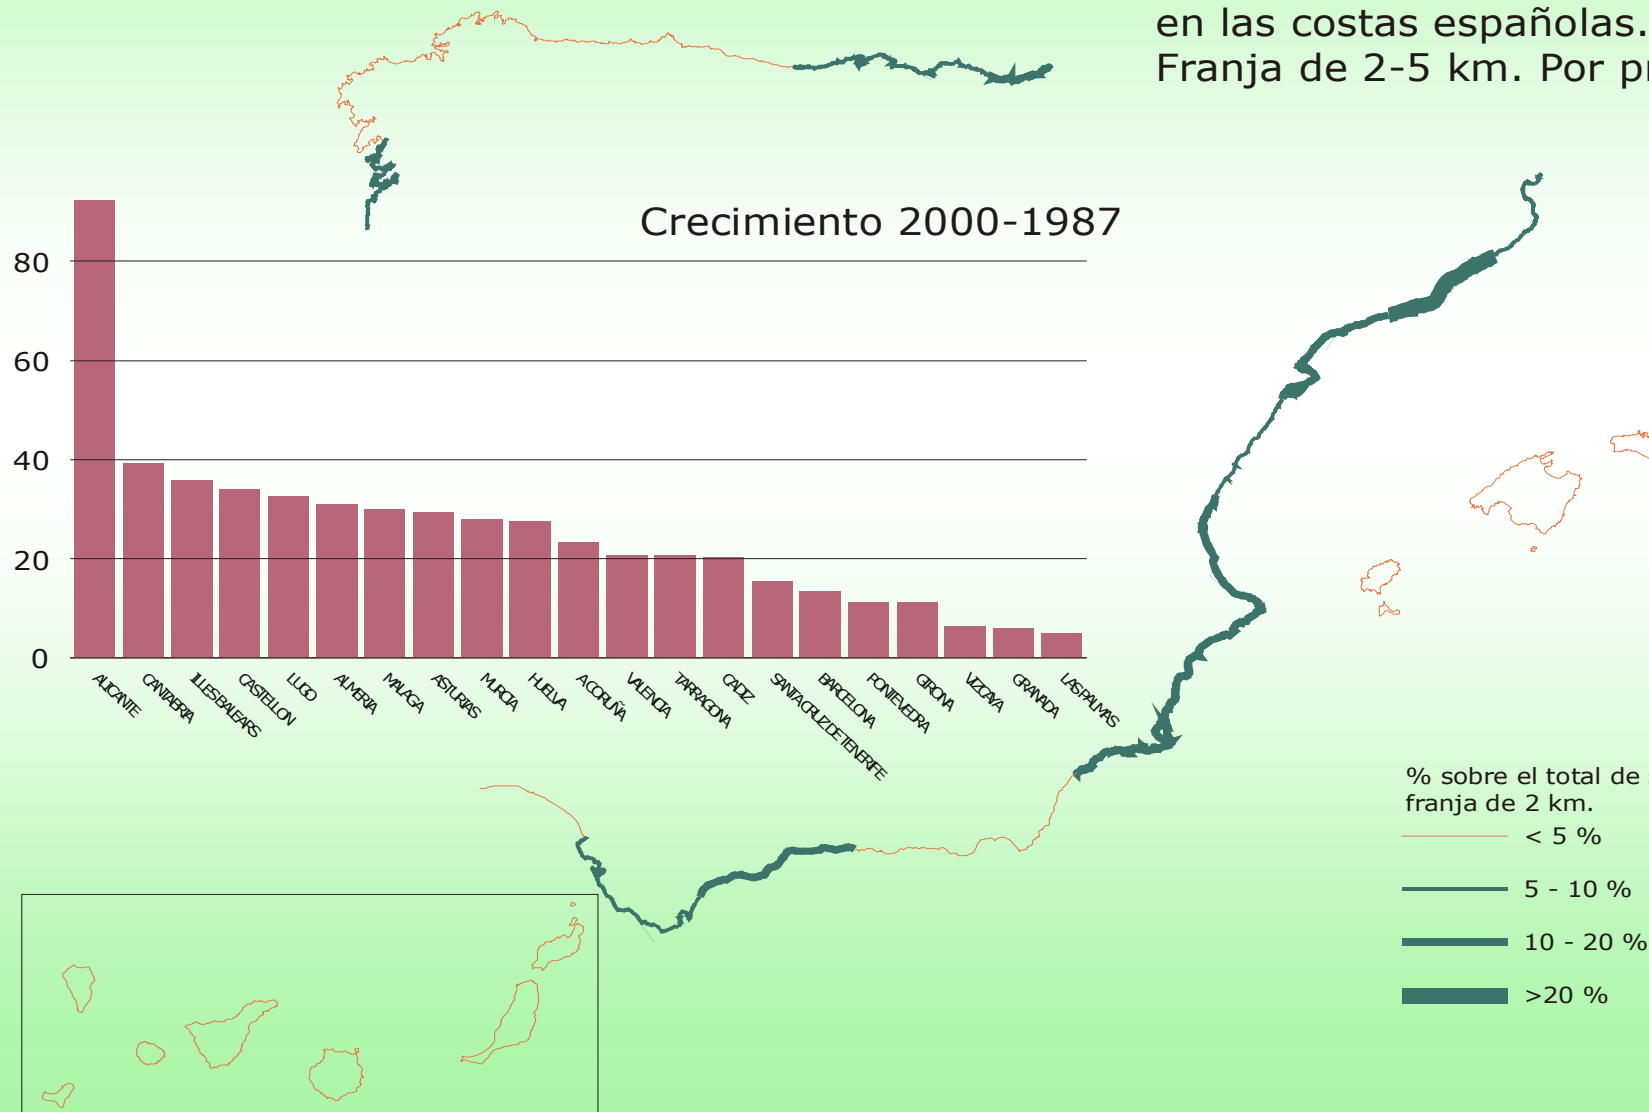 en las costas españolas.
Franja de 2-5 km. Por
Crecimiento 2000-1987
80
60
40
20
0
ALICANTE
CANTABRIA
ILLES BALEARS
CASTELLON
LUGO
ALMERIA
MALAGA
ASTURIAS
MURCIA
HUELVA
A CORUÑA
VALENCIA
TARRAGONA
CADIZ
SANTA CRUZ DE TENERIFE
BARCELONA
PONTEVEDRA
GIRONA
VIZCAYA
GRANADA
LAS PALMAS
% sobre el total de
franja de 2 km.
< 5 %
5 - 10 %
10 - 20 %
>20 %